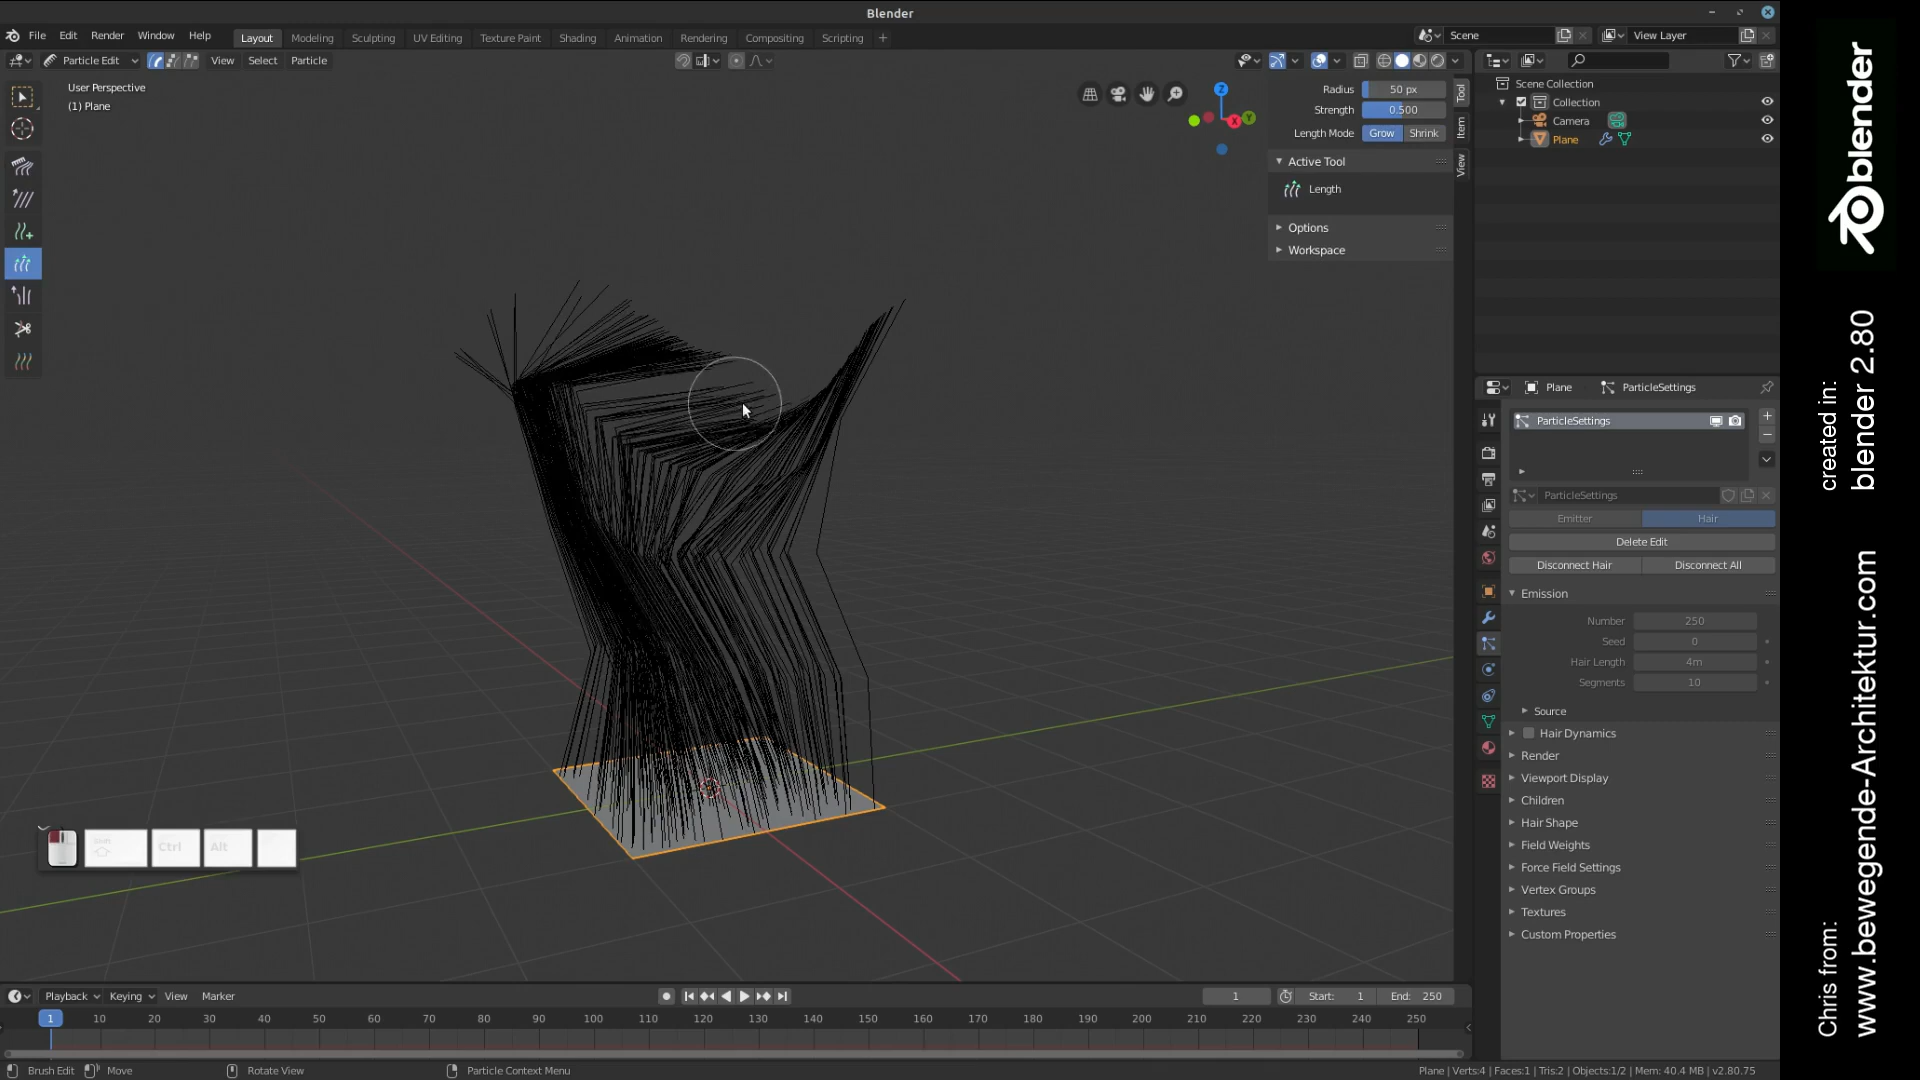 Blender
File Edit Render Window Help
Layout Modeling Sculpting UV Editing Texture Paint Shading Animation Rendering Compositing Scripting +
Scene
View Layer
Particle Edit
View Select Particle
User Perspective
(1) Plane
Z
X
Y
Radius 50 px
Strength 0.500
Length Mode Grow Shrink
Active Tool
Length
Options
Workspace
Tool
Item
View
Scene Collection
Collection
Camera
Plane
Plane ParticleSettings
ParticleSettings
ParticleSettings
Emitter Hair
Delete Edit
Disconnect Hair Disconnect All
Emission
Number 250
Seed 0
Hair Length 4m
Segments 10
Source
Hair Dynamics
Render
Viewport Display
Children
Hair Shape
Field Weights
Force Field Settings
Vertex Groups
Textures
Custom Properties
Ctrl Alt
Playback Keying View Marker
1
Start: 1
End: 250
1 10 20 30 40 50 60 70 80 90 100 110 120 130 140 150 160 170 180 190 200 210 220 230 240 250
Brush Edit
Move
Rotate View
Particle Context Menu
Plane | Verts:4 | Faces:1 | Tris:2 | Objects:1/2 | Mem: 40.4 MB | v2.80.75
blender
created in:
blender 2.80
Chris from:
www.bewegende-Architektur.com